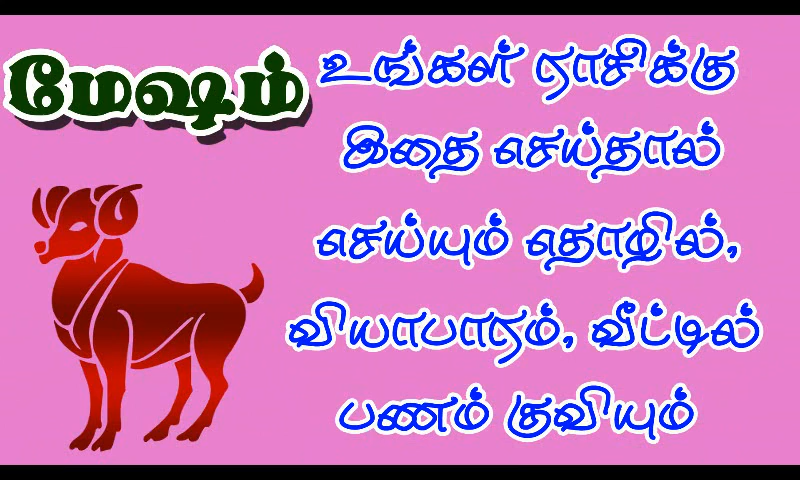 மேஷம்
உங்கள் ராசிக்கு
இதை செய்தால்
செய்யும் தொழில்,
வியாபாரம், வீட்டில்
பணம் குவியும்